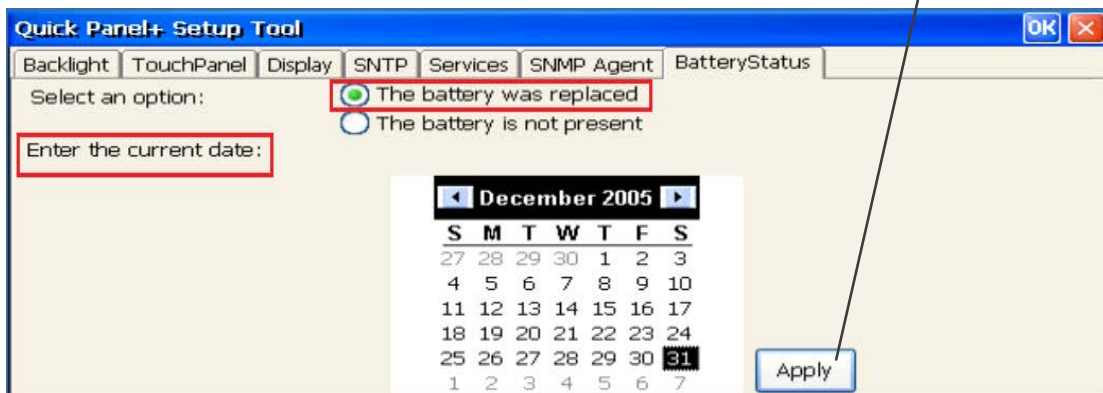 Quick Panel+ Setup Tool OK
Backlight TouchPanel Display SNTP Services SNMP Agent BatteryStatus
Select an option: The battery was replaced
The battery is not present
Enter the current date:
December 2005
S M T W T F S
27 28 29 30 1 2 3
4 5 6 7 8 9 10
11 12 13 14 15 16 17
18 19 20 21 22 23 24
25 26 27 28 29 30 31
1 2 3 4 5 6 7
Apply